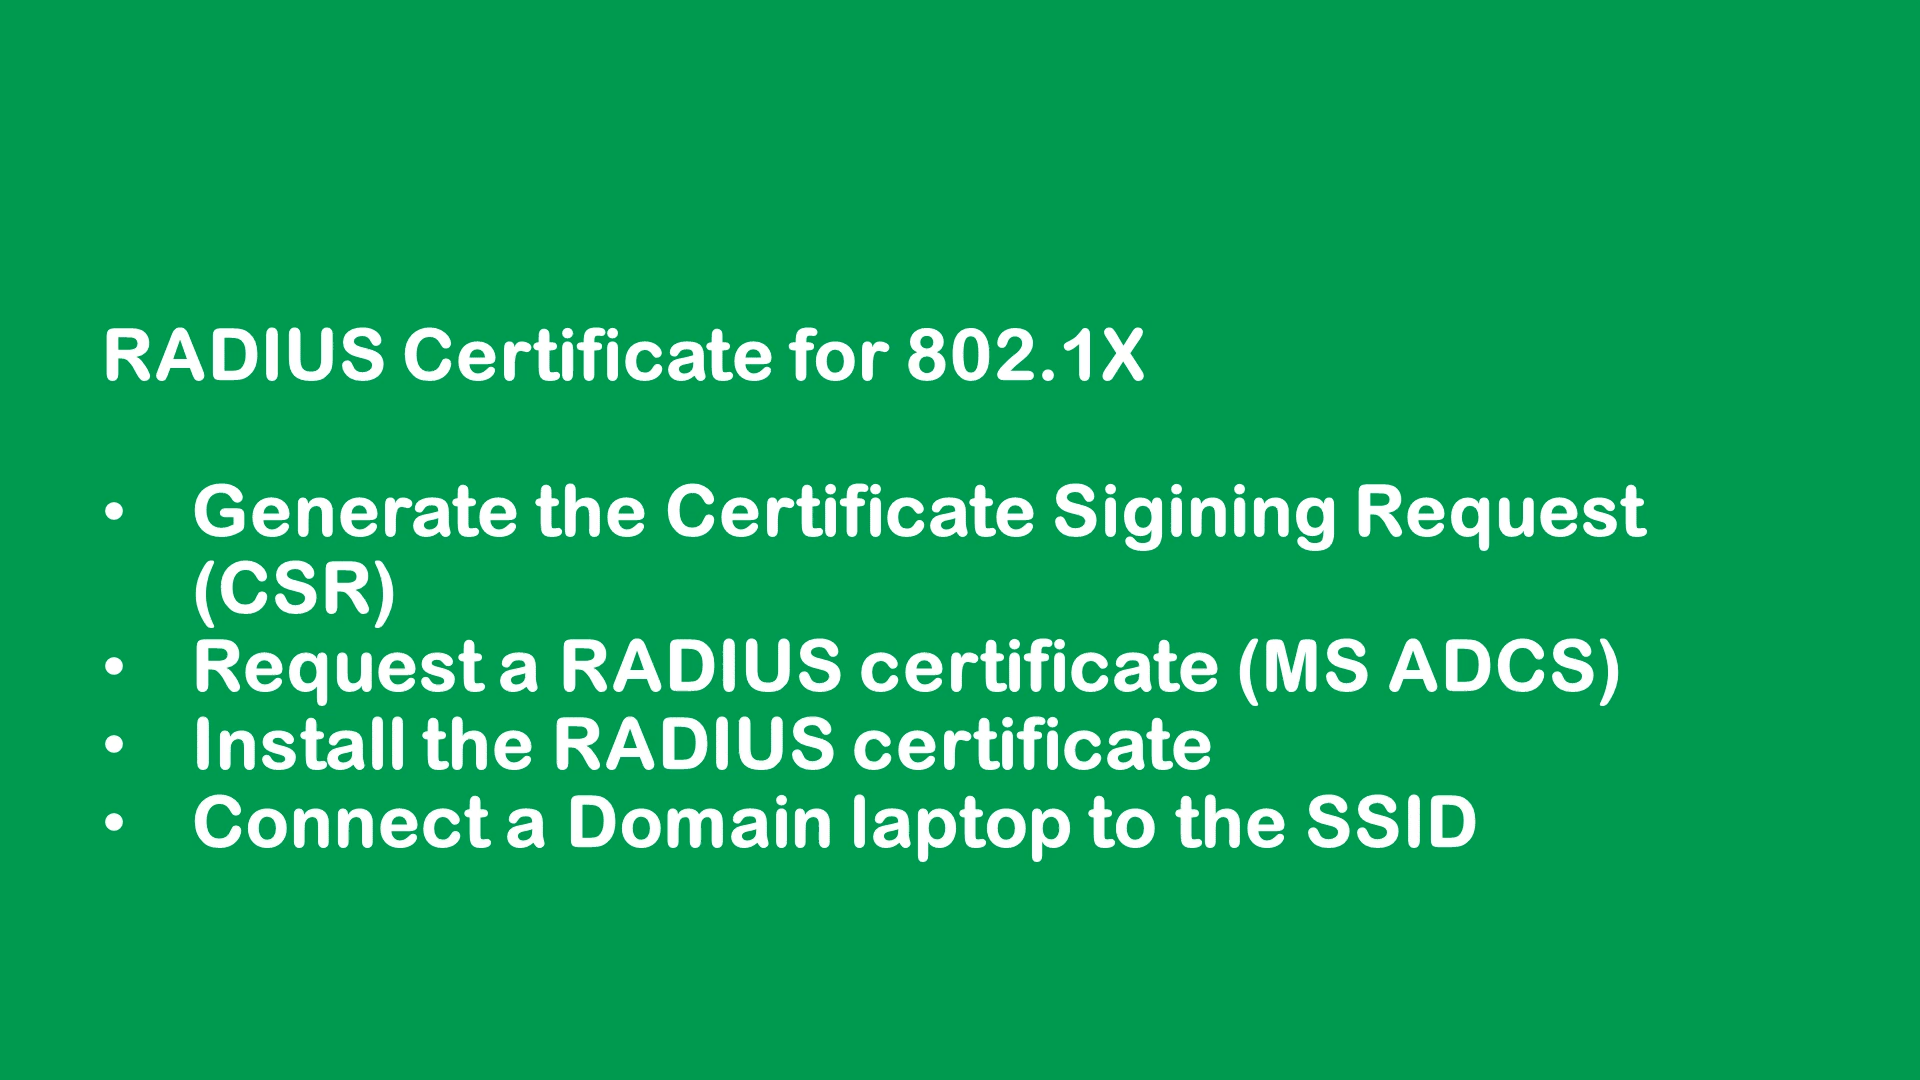 RADIUS Certificate for 802.1X
• Generate the Certificate Sigining Request
(CSR)
• Request a RADIUS certificate (MS ADCS)
• Install the RADIUS certificate
• Connect a Domain laptop to the SSID